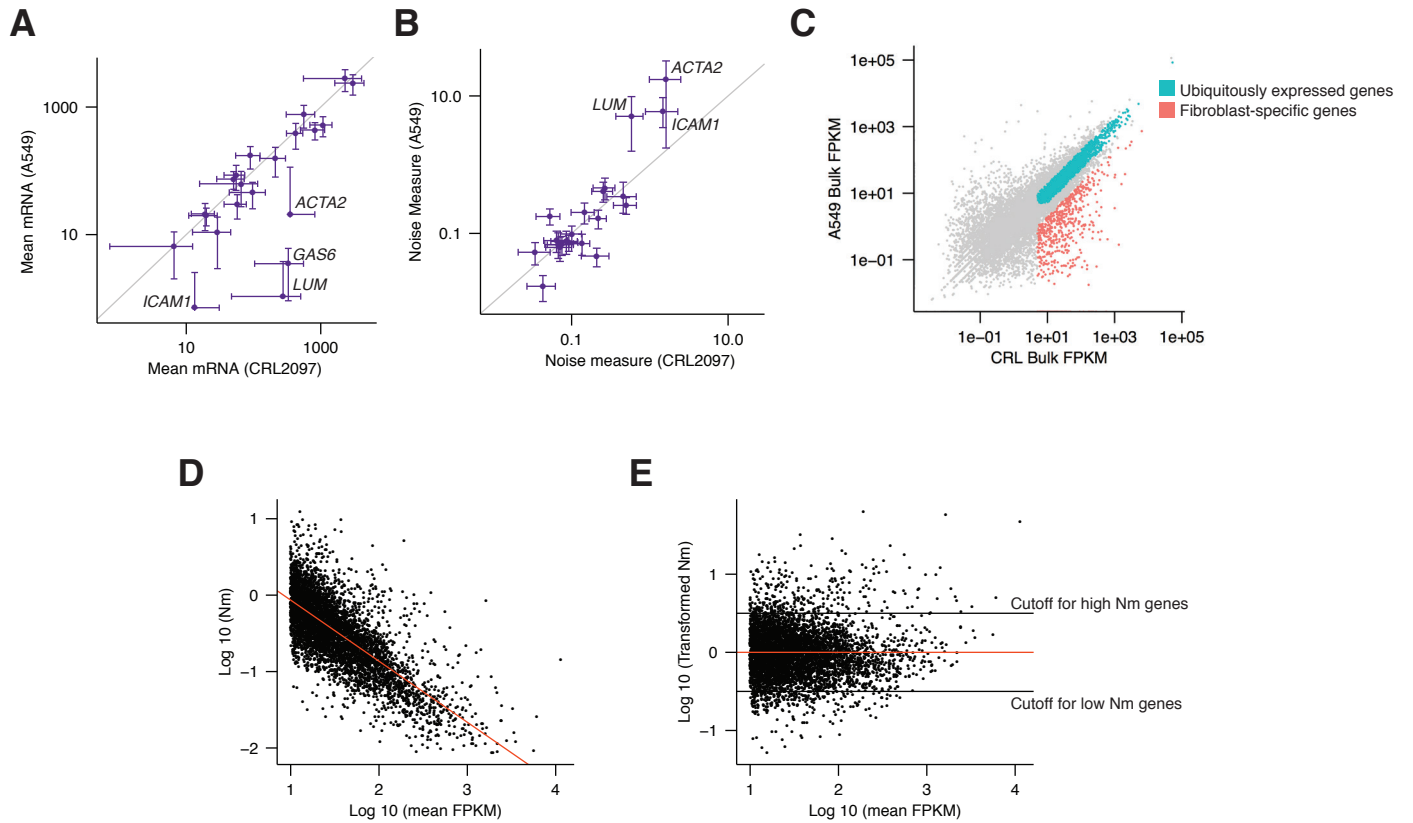 A
Mean mRNA (A549)
1000
10
ACTA2
GAS6
LUM
ICAM1
10
1000
Mean mRNA (CRL2097)
B
Noise Measure (A549)
10.0
0.1
ACTA2
LUM
ICAM1
0.1
10.0
Noise measure (CRL2097)
C
A549 Bulk FPKM
1e+05
1e+03
1e+01
1e−01
Ubiquitously expressed genes
Fibroblast-specific genes
1e−01
1e+01
1e+03
1e+05
CRL Bulk FPKM
D
Log 10 (Nm)
1
0
−1
−2
1
2
3
4
Log 10 (mean FPKM)
E
Log 10 (Transformed Nm)
1
0
−1
Cutoff for high Nm genes
Cutoff for low Nm genes
1
2
3
4
Log 10 (mean FPKM)